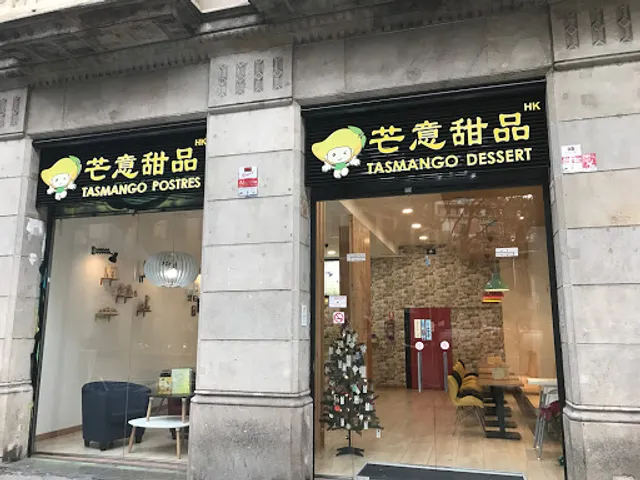 芒意甜品
HK
TASMANGO POSTRES
芒意甜品
HK
TASMANGO DESSERT